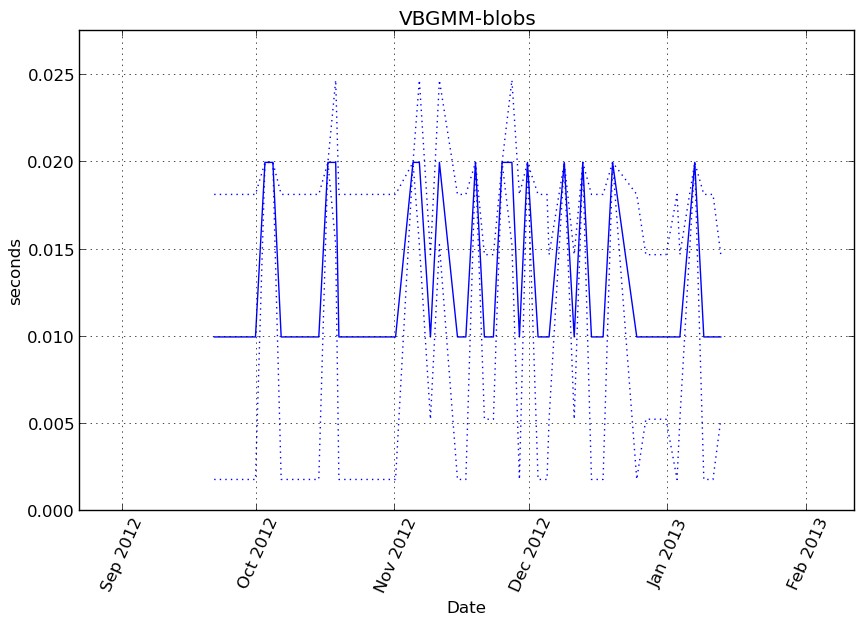 VBGMM-blobs
0.025
0.020
0.015
0.010
0.005
0.000
seconds
Sep 2012
Oct 2012
Nov 2012
Dec 2012
Jan 2013
Feb 2013
Date